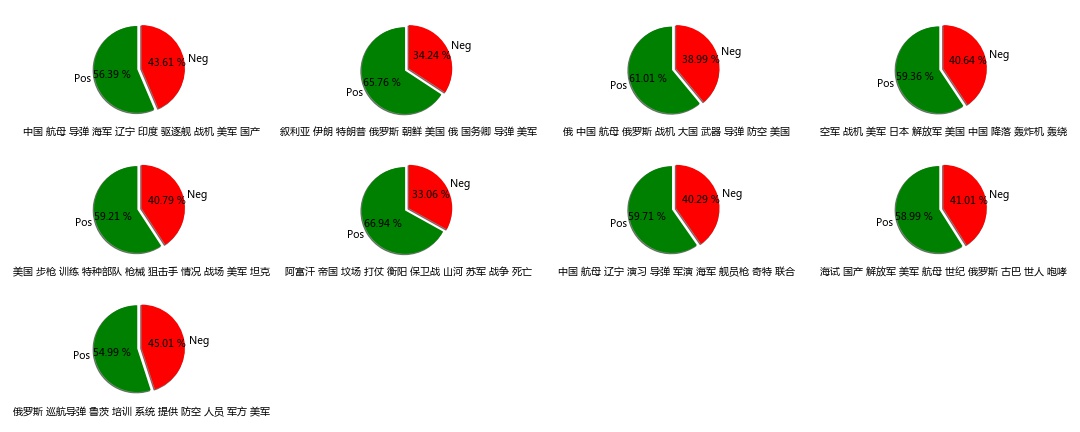 56.39 %
43.61 %
Pos
Neg
中国 航母 导弹 海军 辽宁 印度 驱逐舰 战机 美军 国产
65.76 %
34.24 %
Pos
Neg
叙利亚 伊朗 特朗普 俄罗斯 朝鲜 美国 俄 国务卿 导弹 美军
61.01 %
38.99 %
Pos
Neg
俄 中国 航母 俄罗斯 战机 大国 武器 导弹 防空 美国
59.36 %
40.64 %
Pos
Neg
空军 战机 美军 日本 解放军 美国 中国 降落 轰炸机 轰绕
59.21 %
40.79 %
Pos
Neg
美国 步枪 训练 特种部队 枪械 狙击手 情况 战场 美军 坦克
66.94 %
33.06 %
Pos
Neg
阿富汗 帝国 坟场 打仗 衡阳 保卫战 山河 苏军 战争 死亡
59.71 %
40.29 %
Pos
Neg
中国 航母 辽宁 演习 导弹 军演 海军 舰员枪 奇特 联合
58.99 %
41.01 %
Pos
Neg
海试 国产 解放军 美军 航母 世纪 俄罗斯 古巴 世人 咆哮
54.99 %
45.01 %
Pos
Neg
俄罗斯 巡航导弹 鲁茨 培训 系统 提供 防空 人员 军方 美军